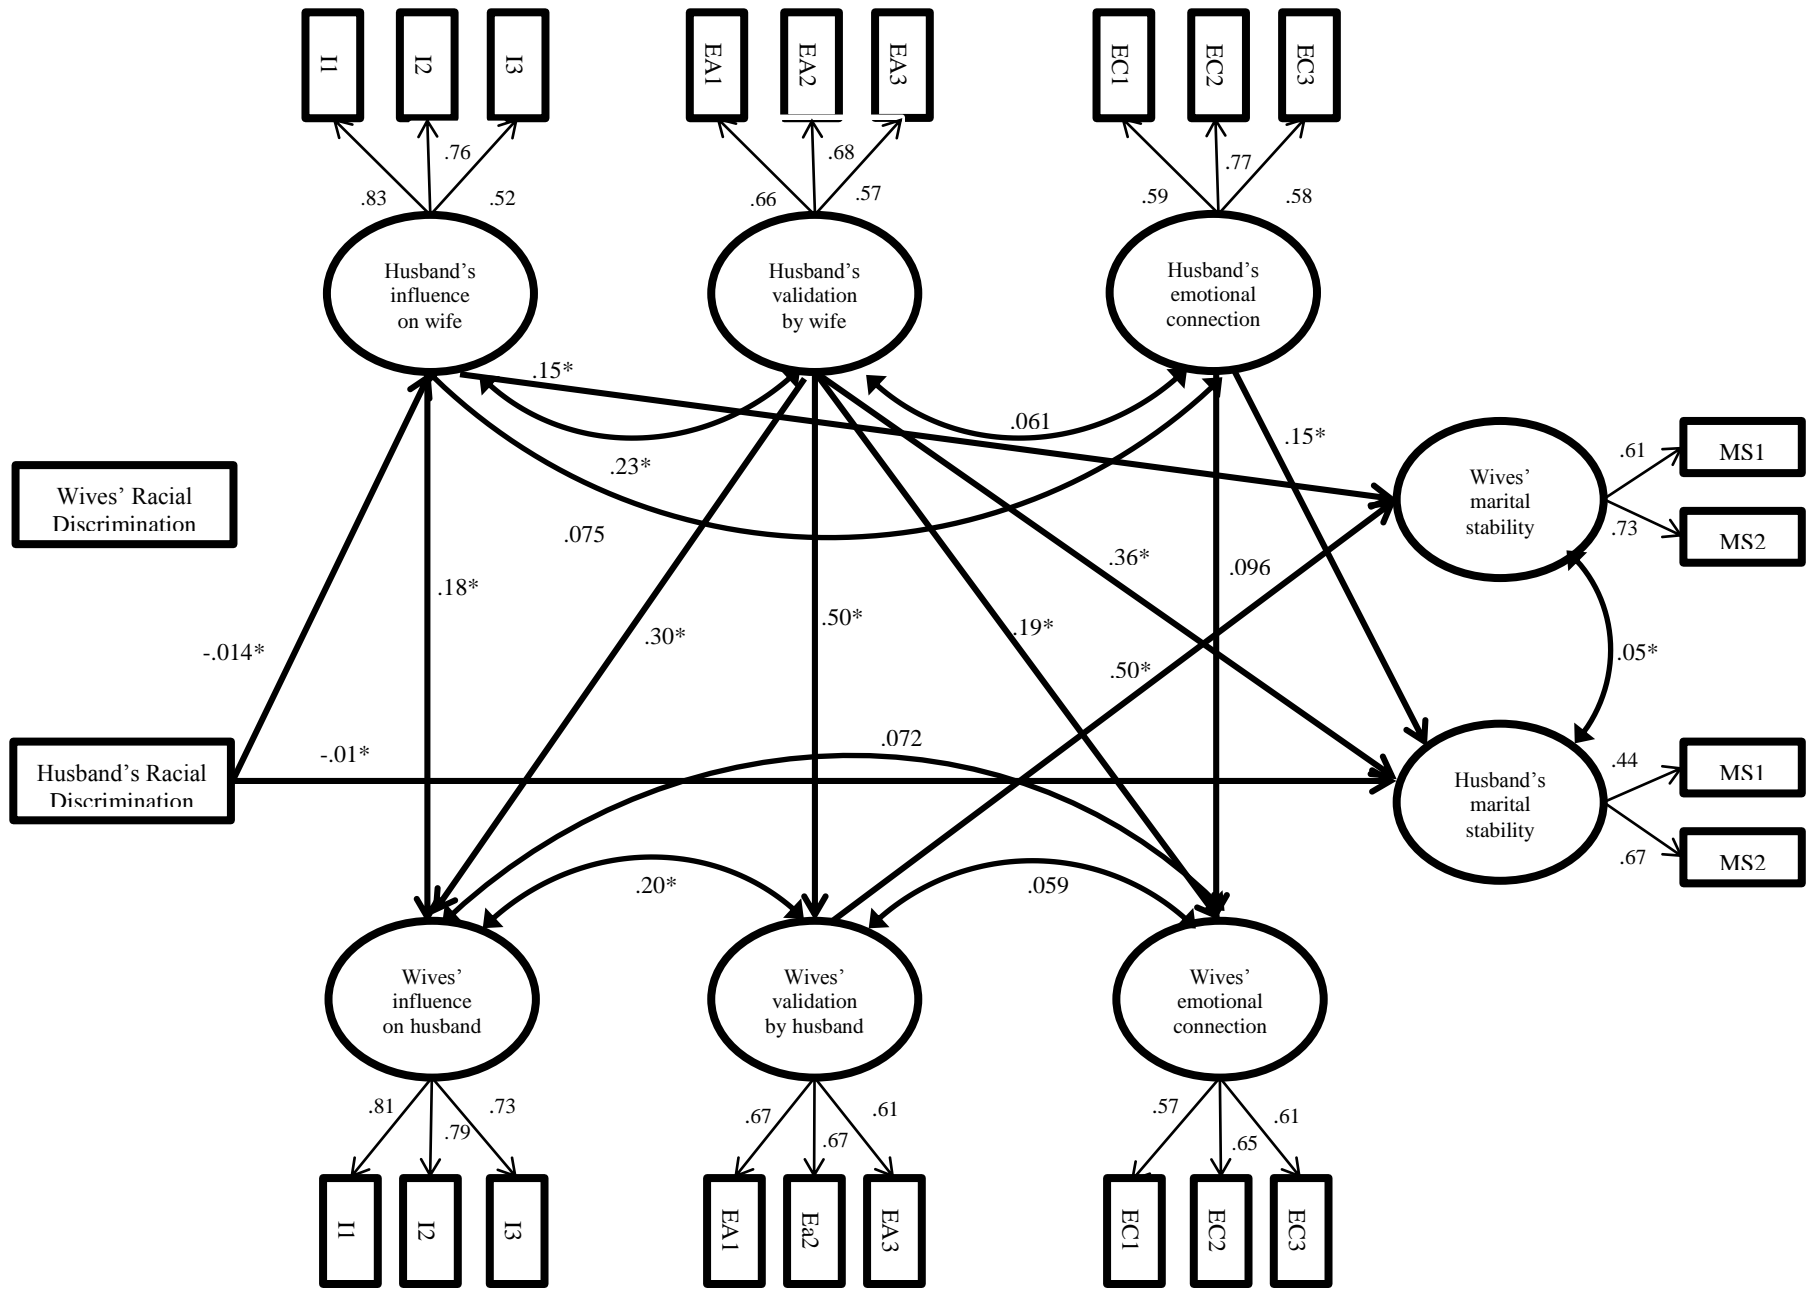 I1
I2
I3
EA1
EA2
EA3
EC1
EC2
EC3
.83
.76
.52
.66
.68
.57
.59
.77
.58
Husband's
influence
on wife
Husband's
validation
by wife
Husband's
emotional
connection
.15*
.061
.15*
.23*
.075
Wives' Racial
Discrimination
Wives'
marital
stability
.61
MS1
.73
MS2
.18*
.30*
.50*
.19*
.36*
.096
.50*
.05*
-.014*
-.01*
.072
Husband's Racial
Discrimination
Husband's
marital
stability
.44
MS1
.67
MS2
.20*
.059
Wives'
influence
on husband
Wives'
validation
by husband
Wives'
emotional
connection
.81
.79
.73
.67
.67
.61
.57
.65
.61
I1
I2
I3
EA1
Ea2
EA3
EC1
EC2
EC3